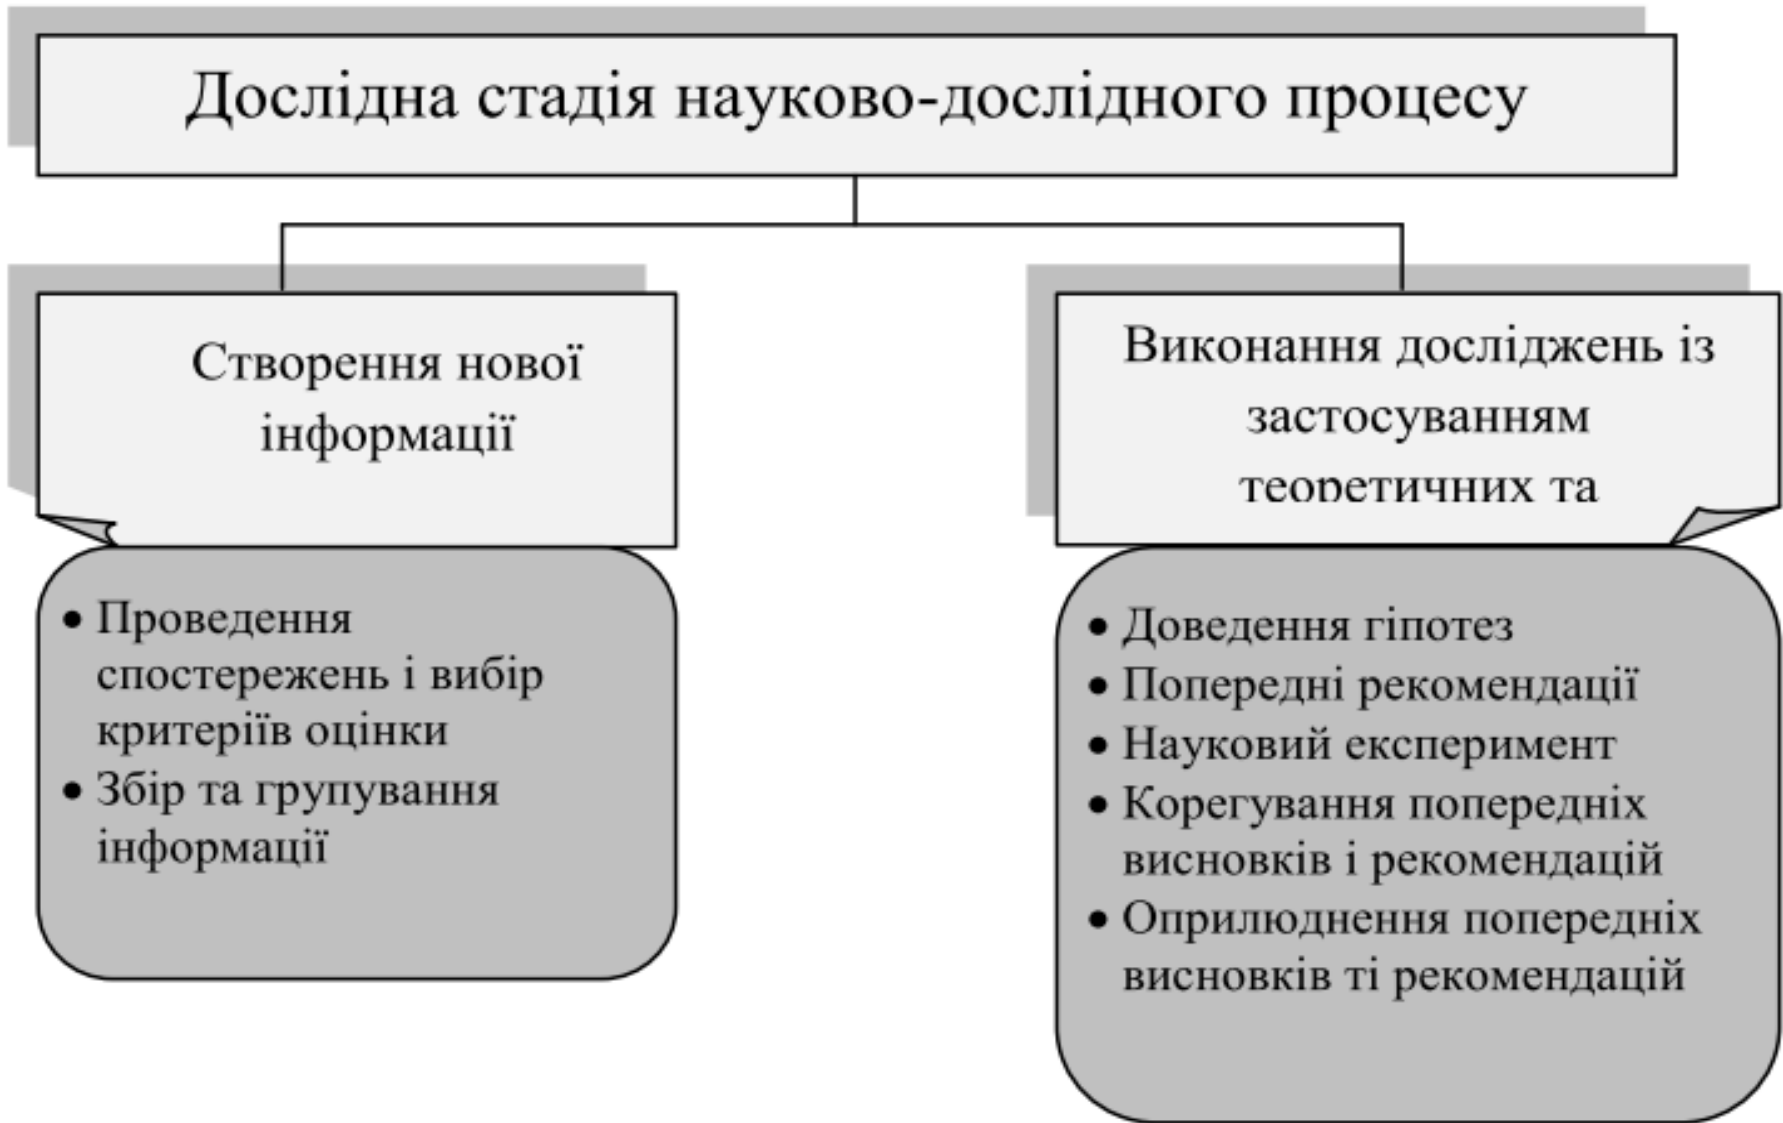 Дослідна стадія науково-дослідного процесу
Створення нової
інформації
Виконання досліджень із
застосуванням
теоретичних та
• Проведення
спостережень і вибір
критеріїв оцінки
• Збір та групування
інформації
• Доведення гіпотез
• Попередні рекомендації
• Науковий експеримент
• Корегування попередніх
висновків і рекомендацій
• Оприлюднення попередніх
висновків ті рекомендацій